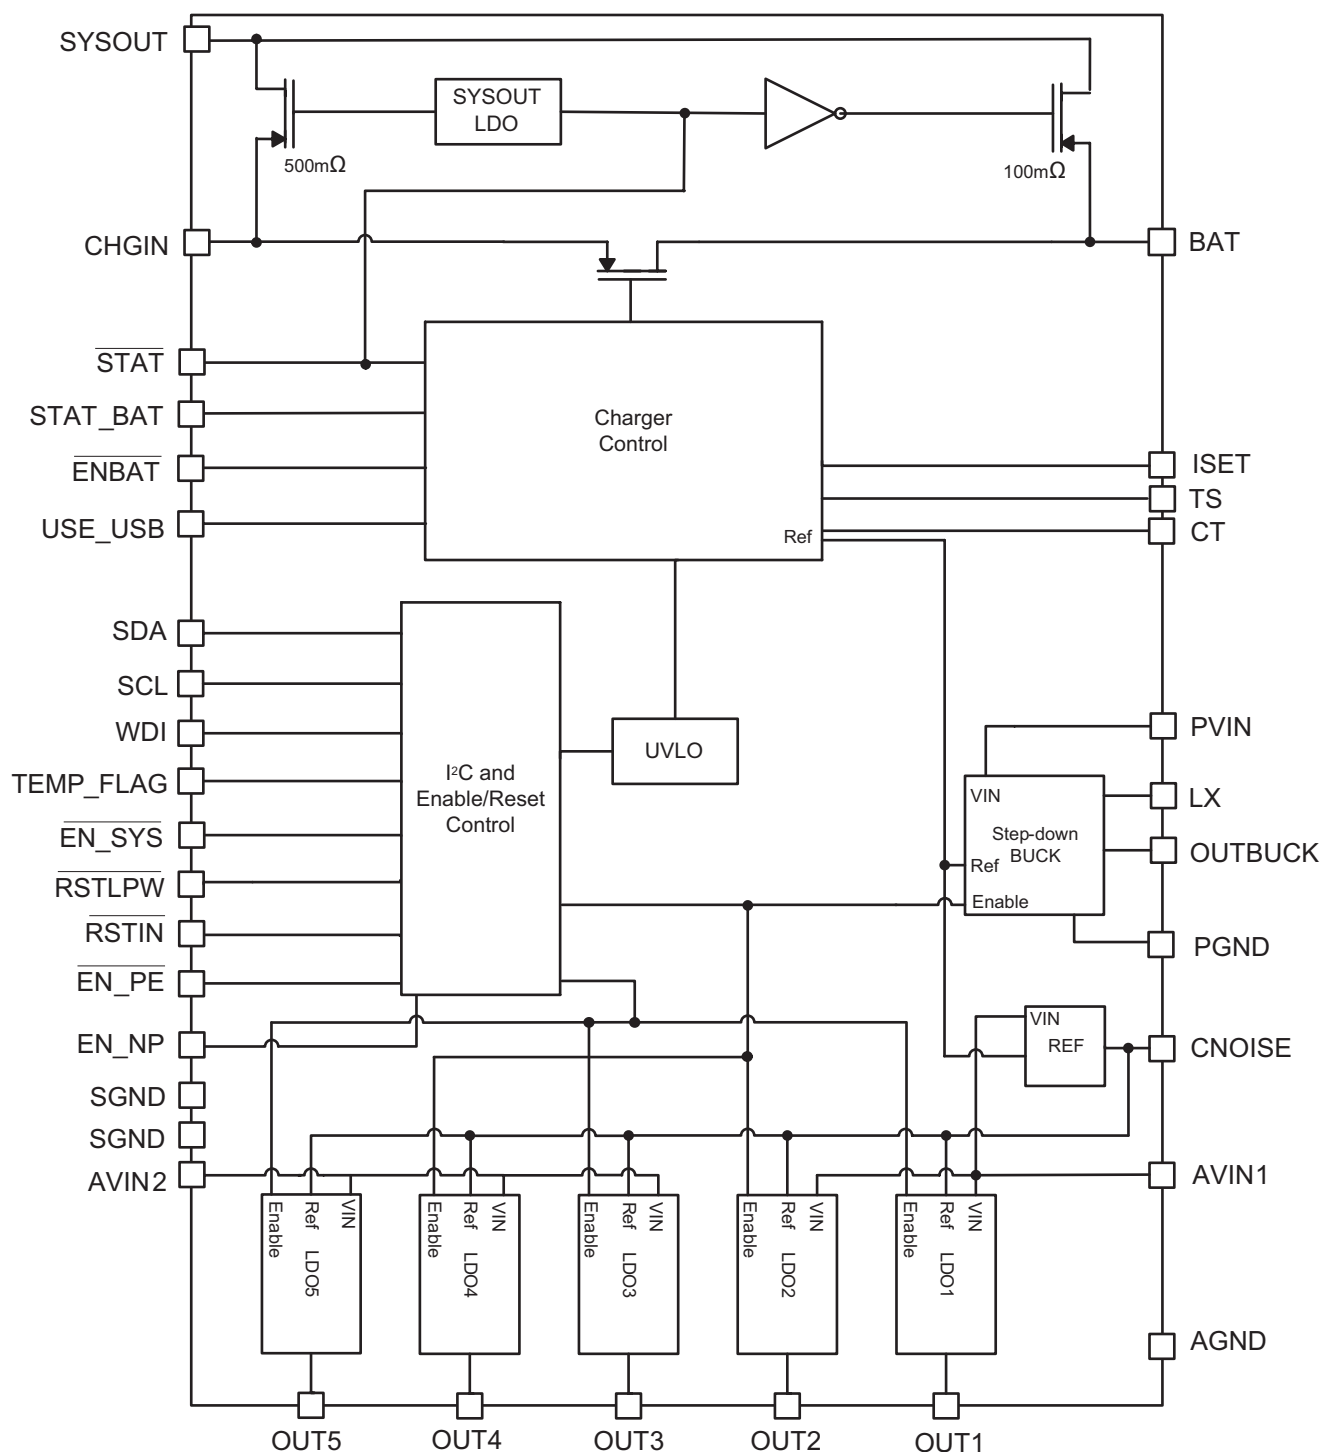 SYSOUT
SYSOUT
LDO
500mΩ
100mΩ
CHGIN
BAT
STAT
STAT_BAT
ENBAT
USE_USB
Charger
Control
Ref
ISET
TS
CT
SDA
SCL
WDI
TEMP_FLAG
EN_SYS
RSTLPW
RSTIN
EN_PE
EN_NP
SGND
SGND
AVIN2
I²C and
Enable/Reset
Control
UVLO
VIN
Step-down
BUCK
Ref
Enable
PVIN
LX
OUTBUCK
PGND
VIN
REF
CNOISE
AVIN1
AGND
Enable
Ref
VIN
LDO5
Enable
Ref
VIN
LDO4
Enable
Ref
VIN
LDO3
Enable
Ref
VIN
LDO2
Enable
Ref
VIN
LDO1
OUT5
OUT4
OUT3
OUT2
OUT1